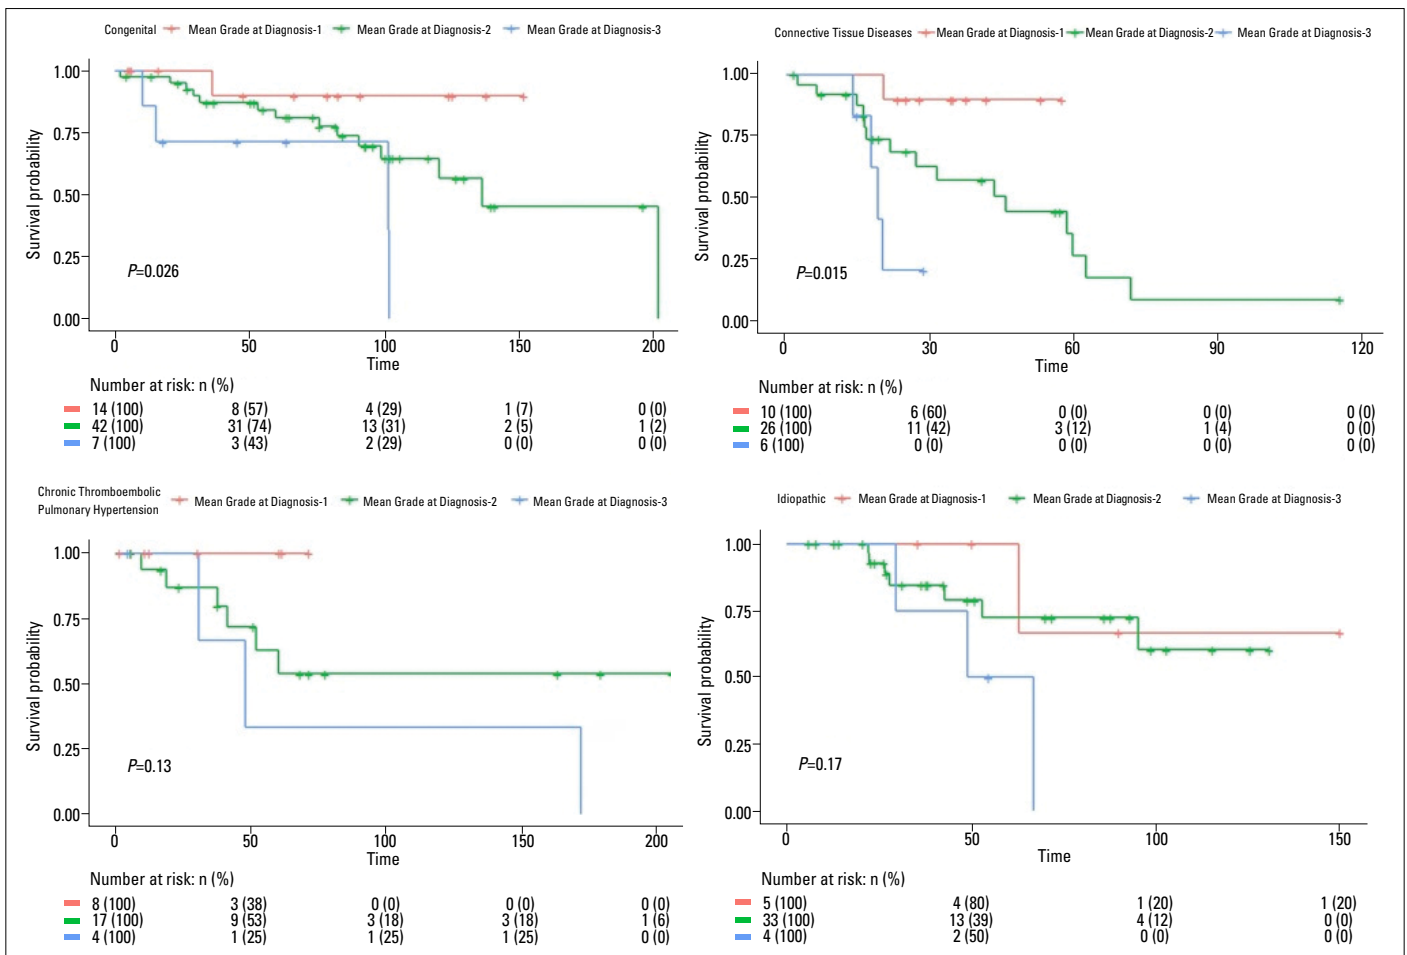 Congenital Mean Grade at Diagnosis-1 Mean Grade at Diagnosis-2 Mean Grade at Diagnosis-3
1.00
0.75
0.50
0.25
0.00
Survival probability
P=0.026
0 50 100 150 200
Time
Number at risk: n (%)
14 (100) 8 (57) 4 (29) 1 (7) 0 (0)
42 (100) 31 (74) 13 (31) 2 (5) 1 (2)
7 (100) 3 (43) 2 (29) 0 (0) 0 (0)
Connective Tissue Diseases Mean Grade at Diagnosis-1 Mean Grade at Diagnosis-2 Mean Grade at Diagnosis-3
1.00
0.75
0.50
0.25
0.00
Survival probability
P=0.015
0 30 60 90 120
Time
Number at risk: n (%)
10 (100) 6 (60) 0 (0) 0 (0) 0 (0)
26 (100) 11 (42) 3 (12) 1 (4) 0 (0)
6 (100) 0 (0) 0 (0) 0 (0) 0 (0)
Chronic Thromboembolic
Pulmonary Hypertension Mean Grade at Diagnosis-1 Mean Grade at Diagnosis-2 Mean Grade at Diagnosis-3
1.00
0.75
0.50
0.25
0.00
Survival probability
P=0.13
0 50 100 150 200
Time
Number at risk: n (%)
8 (100) 3 (38) 0 (0) 0 (0) 0 (0)
17 (100) 9 (53) 3 (18) 3 (18) 1 (6)
4 (100) 1 (25) 1 (25) 1 (25) 0 (0)
Idiopathic Mean Grade at Diagnosis-1 Mean Grade at Diagnosis-2 Mean Grade at Diagnosis-3
1.00
0.75
0.50
0.25
0.00
Survival probability
P=0.17
0 50 100 150
Time
Number at risk: n (%)
5 (100) 4 (80) 1 (20) 1 (20)
33 (100) 13 (39) 4 (12) 0 (0)
4 (100) 2 (50) 0 (0) 0 (0)